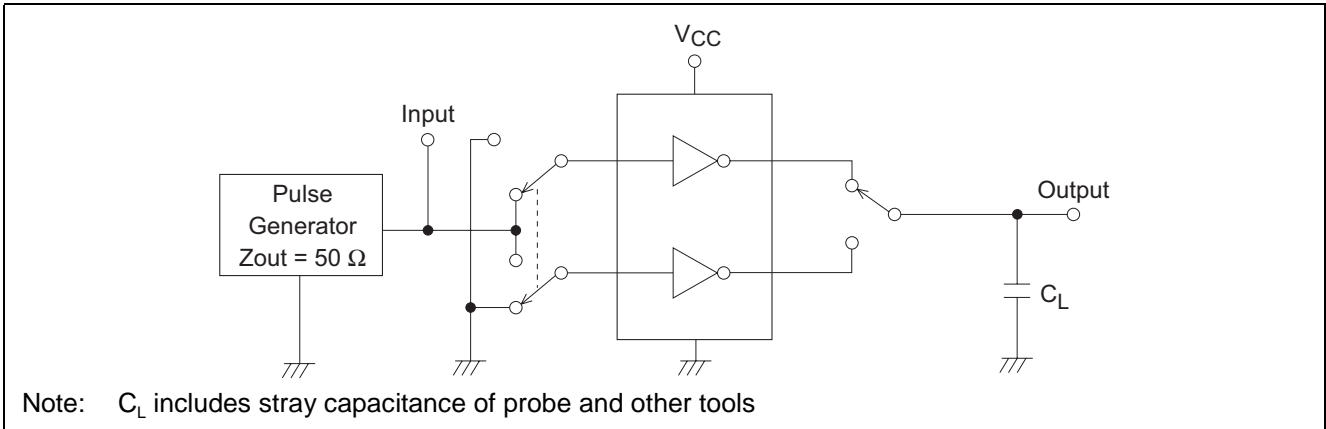 VCC
Input
Pulse
Generator
Zout = 50 Ω
Output
CL
Note: CL includes stray capacitance of probe and other tools